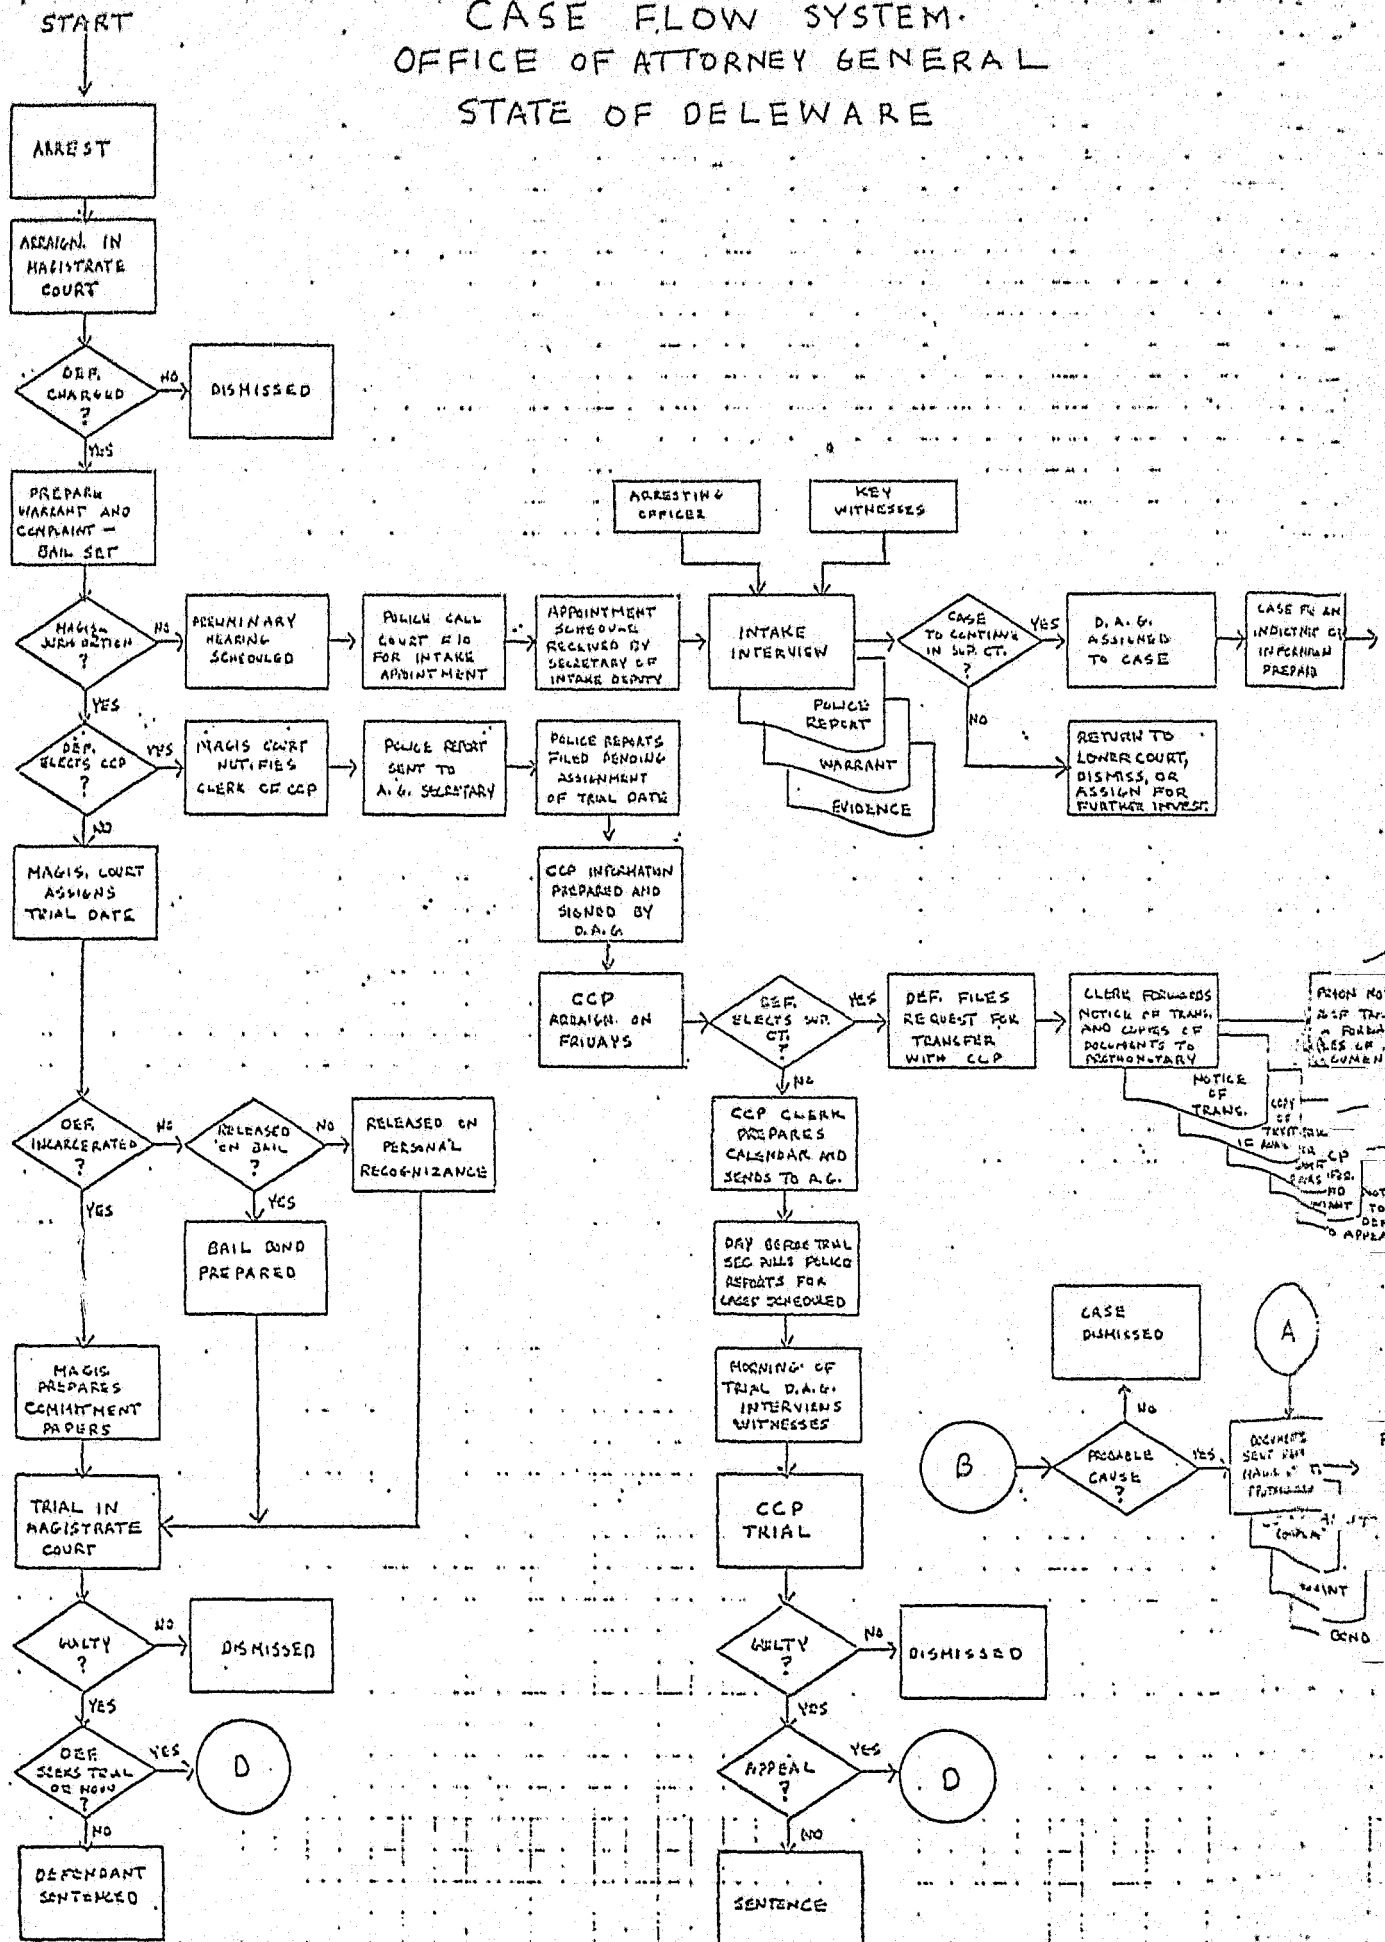 START
CASE FLOW SYSTEM
OFFICE OF ATTORNEY GENERAL
STATE OF DELEWARE
ARREST
ARRAIGN. IN
MAGISTRATE
COURT
DEF.
CHARGED
?
NO
DISMISSED
YES
PREPARE
WARRANT AND
COMPLAINT -
BAIL SET
ARRESTING
OFFICER
KEY
WITNESSES
MAGIS.
JURISDICTION
?
NO
PRELIMINARY
HEARING
SCHEDULED
POLICE CALL
COURT #10
FOR INTAKE
APOINTMENT
APPOINTMENT
SCHEDULE
RECEIVED BY
SECRETARY OF
INTAKE DEPUTY
INTAKE
INTERVIEW
POLICE
REPORT
WARRANT
EVIDENCE
CASE
TO CONTINUE
IN SUP. CT.
?
YES
D.A.G.
ASSIGNED
TO CASE
CASE
INDICTMENT
INFORMATION
NO
RETURN TO
LOWER COURT,
DISMISS, OR
ASSIGN FOR
FURTHER INVEST.
YES
DEF.
ELECTS CCP
?
YES
MAGIS COURT
NOTIFIES
CLERK OF CCP
POLICE REPORT
SENT TO
A.G. SECRETARY
POLICE REPORTS
FILED PENDING
ASSIGNMENT
OF TRIAL DATE
NO
MAGIS. COURT
ASSIGNS
TRIAL DATE
CCP INFORMATION
PREPARED AND
SIGNED BY
D.A.G.
CCP
ARRAIGN. ON
FRIDAYS
DEF.
ELECTS SUP.
CT.
?
YES
DEF. FILES
REQUEST FOR
TRANSFER
WITH CCP
CLERK FORWARDS
NOTICE OF TRANS.
AND COPIES OF
DOCUMENTS TO
PROTHONOTARY
NOTICE
OF
TRANS.
COPY
OF
NO
DEF.
INCARCERATED
?
NO
RELEASED
ON BAIL
?
NO
RELEASED ON
PERSONAL
RECOGNIZANCE
CCP CLERK
PREPARES
CALENDAR AND
SENDS TO A.G.
YES
YES
BAIL BOND
PREPARED
DAY BEFORE TRIAL
SEC PULLS POLICE
REPORTS FOR
CASES SCHEDULED
CASE
DISMISSED
A
MAGIS
PREPARES
COMMITMENT
PAPERS
MORNING OF
TRIAL D.A.G.
INTERVIEWS
WITNESSES
NO
B
PROBABLE
CAUSE
?
YES
DOCUMENTS
SENT
BOND
TRIAL IN
MAGISTRATE
COURT
CCP
TRIAL
GUILTY
?
NO
DISMISSED
GUILTY
?
NO
DISMISSED
YES
YES
DEF.
SEEKS TRIAL
?
YES
D
APPEAL
?
YES
D
NO
NO
DEFENDANT
SENTENCED
SENTENCE